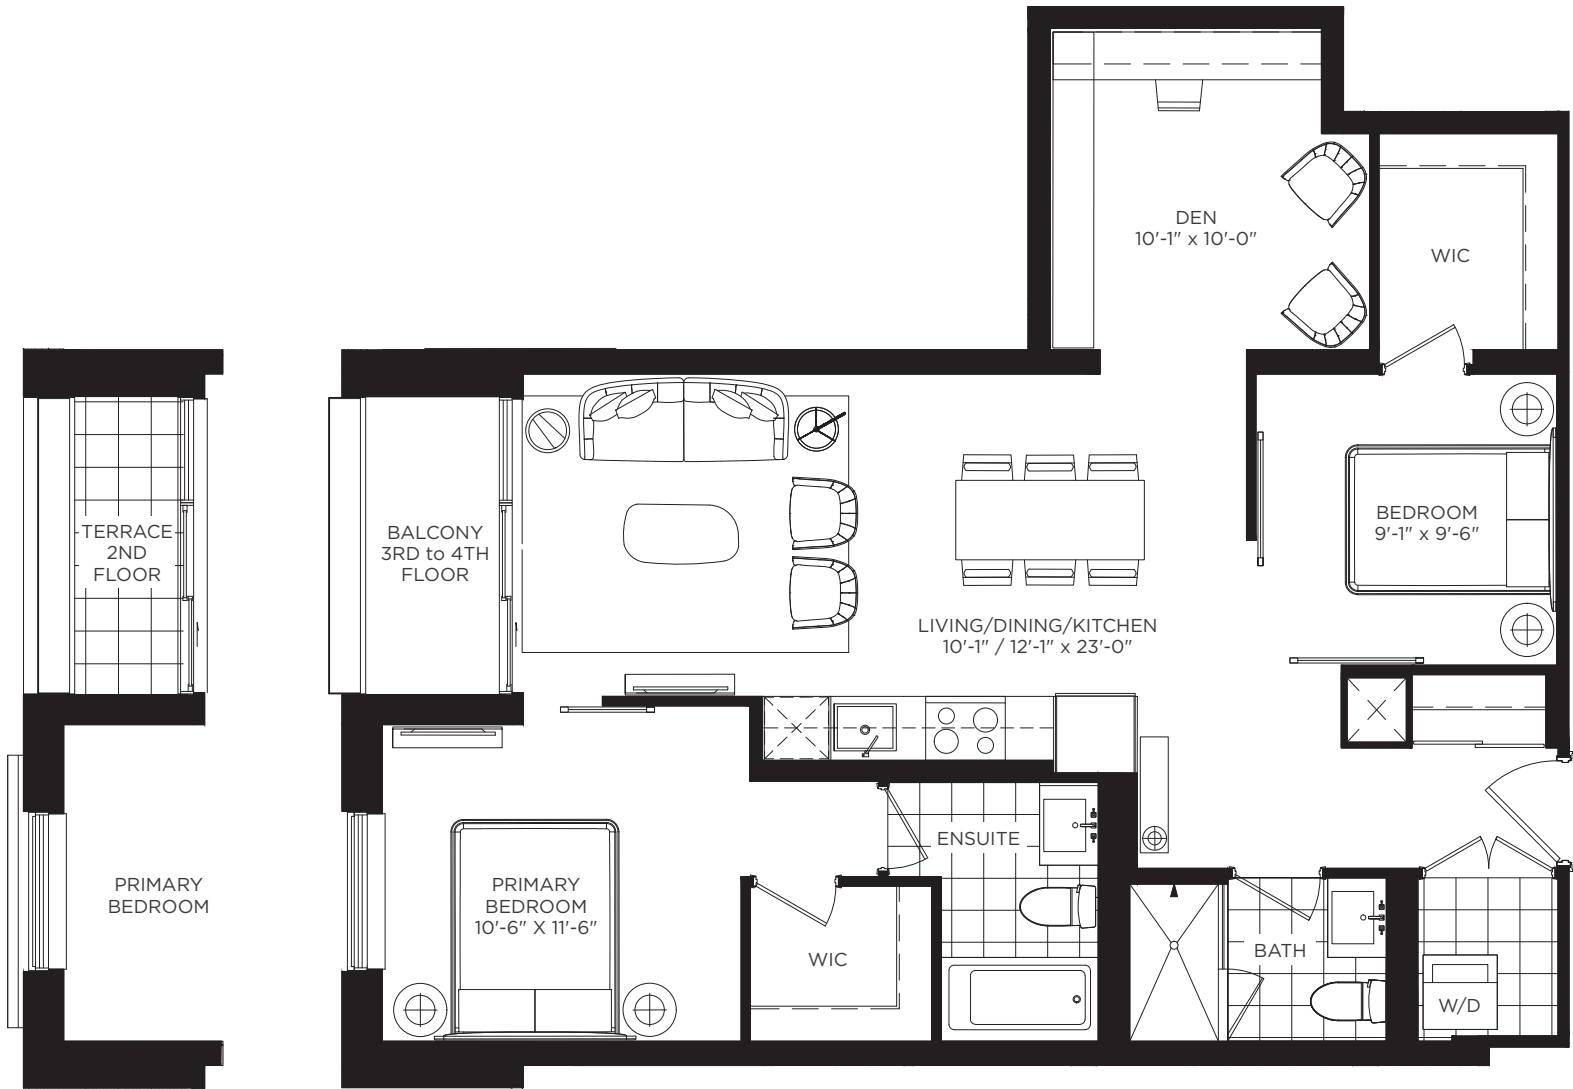 DEN
10'-1" x 10'-0"
WIC
TERRACE
2ND
FLOOR
BALCONY
3RD to 4TH
FLOOR
BEDROOM
9'-1" x 9'-6"
LIVING/DINING/KITCHEN
10'-1" / 12'-1" x 23'-0"
ENSUITE
PRIMARY
BEDROOM
PRIMARY
BEDROOM
10'-6" X 11'-6"
WIC
BATH
W/D